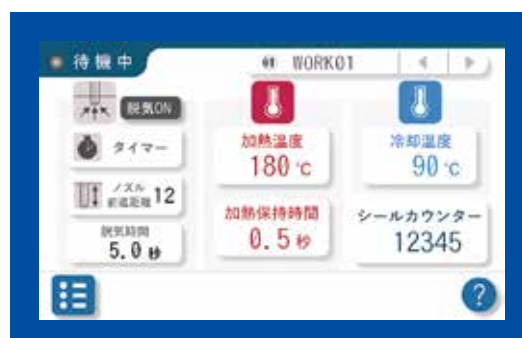 待機中
01 WORK01
脱気ON
タイマー
ノズル
前進距離 12
脱気時間
5.0 秒
加熱温度
180 ℃
加熱保持時間
0.5 秒
冷却温度
90 ℃
シールカウンター
12345
?